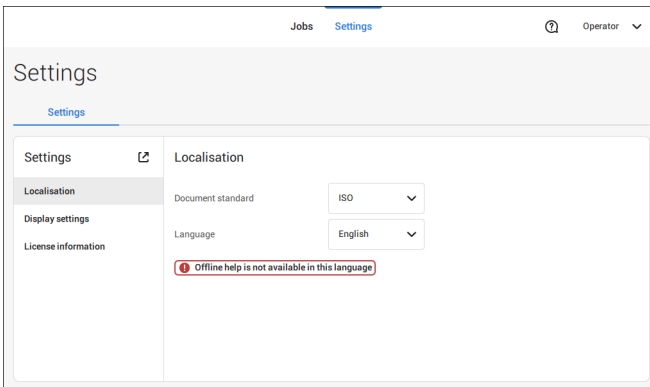 Jobs Settings Operator
Settings
Settings
Settings
Localisation
Display settings
License information
Localisation
Document standard ISO
Language English
Offline help is not available in this language